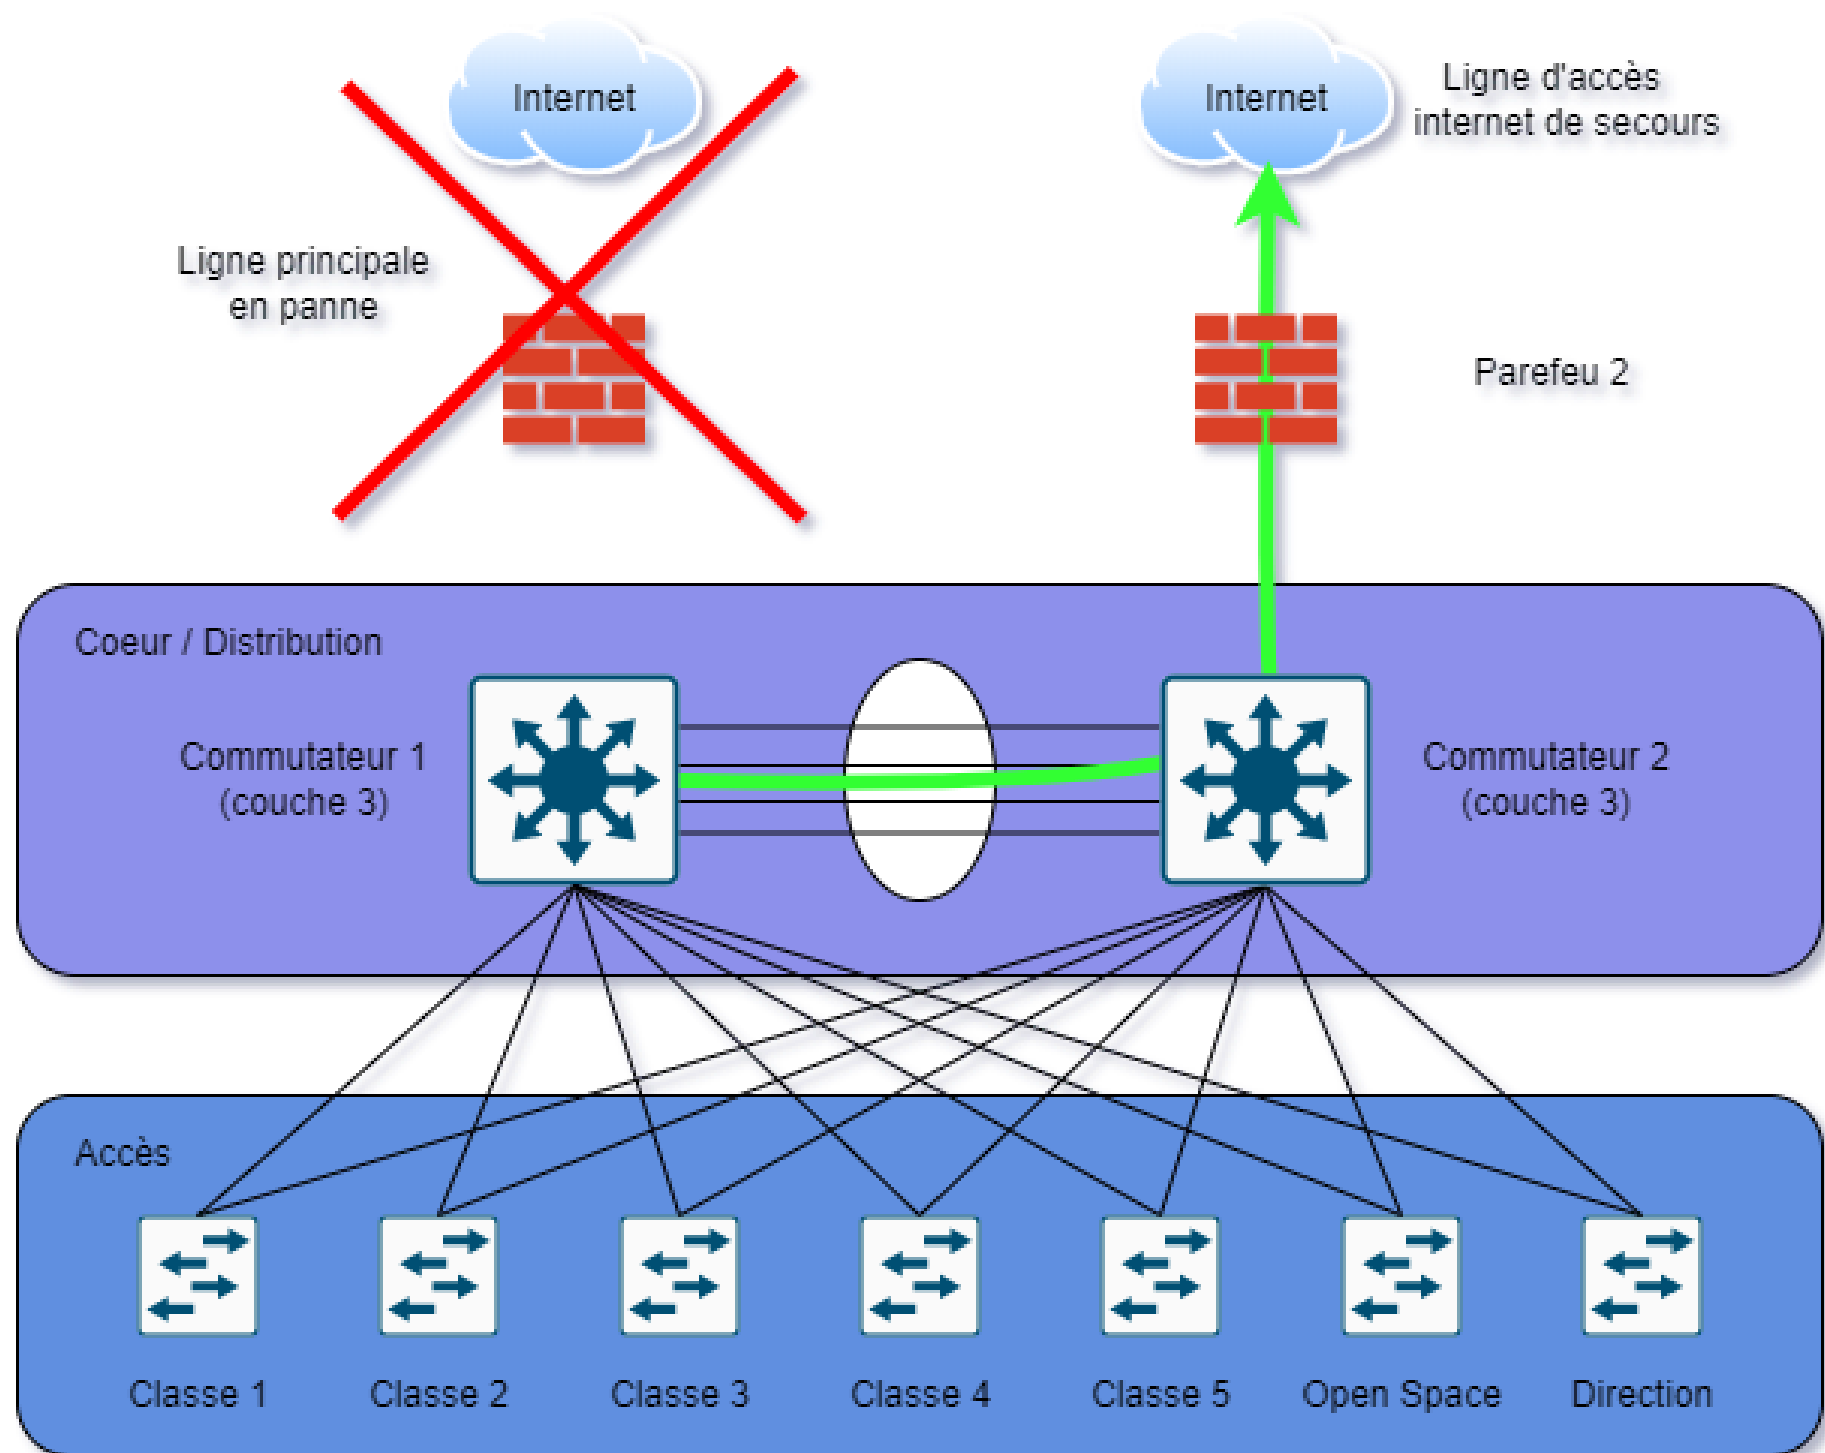 Internet
Internet
Ligne d'accès
internet de secours
Ligne principale
en panne
Parefeu 2
Coeur / Distribution
Commutateur 1
(couche 3)
Commutateur 2
(couche 3)
Accès
Classe 1
Classe 2
Classe 3
Classe 4
Classe 5
Open Space
Direction